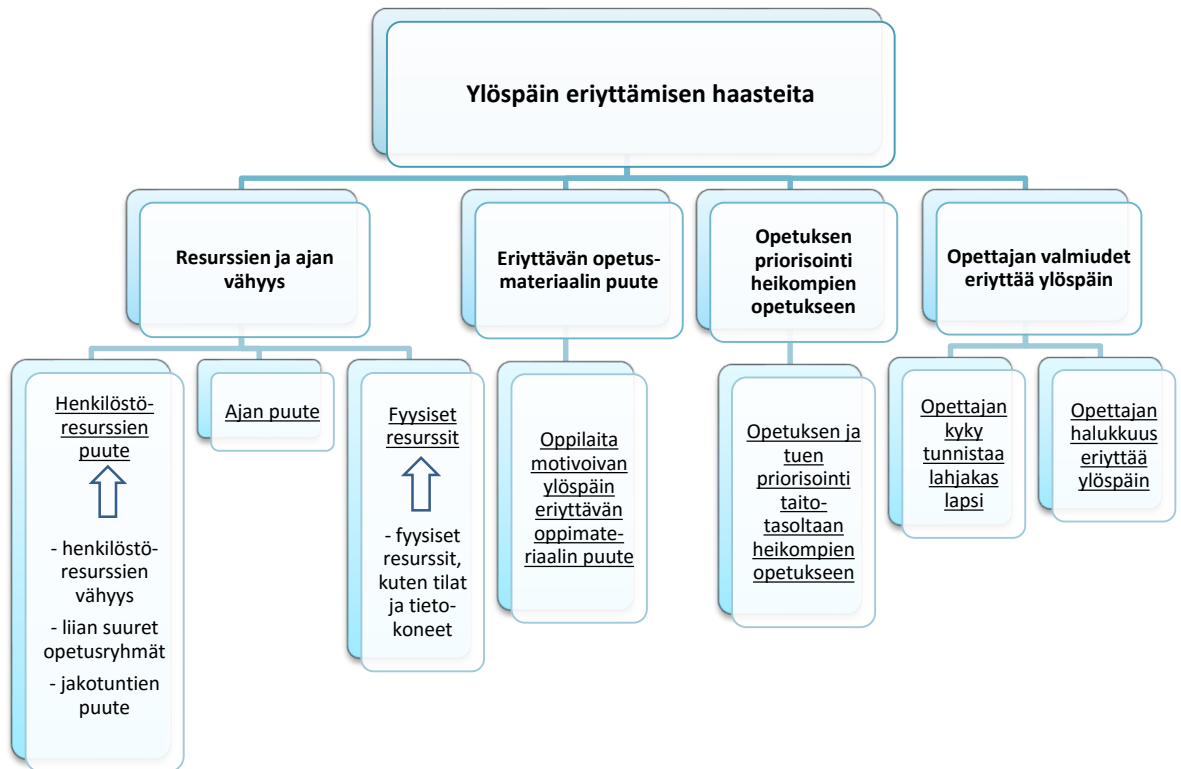 Ylöspäin eriyttämisen haasteita
Resurssien ja ajan
vähyys
Eriyttävän opetus-
materiaalin puute
Opetuksen
priorisointi
heikompien
opetukseen
Opettajan valmiudet
eriyttää ylöspäin
Henkilöstö-
resurssien
puute
- henkilöstö-
resurssien
vähyys
- liian suuret
opetusryhmät
- jakotuntien
puute
Ajan puute
Fyysiset
resurssit
- fyysiset
resurssit,
kuten tilat
ja tieto-
koneet
Oppilaita
motivoivan
ylöspäin
eriyttävän
oppimate-
riaalin puute
Opetuksen ja
tuen
priorisointi
taito-
tasoltaan
heikompien
opetukseen
Opettajan
kyky
tunnistaa
lahjakas
lapsi
Opettajan
halukkuus
eriyttää
ylöspäin